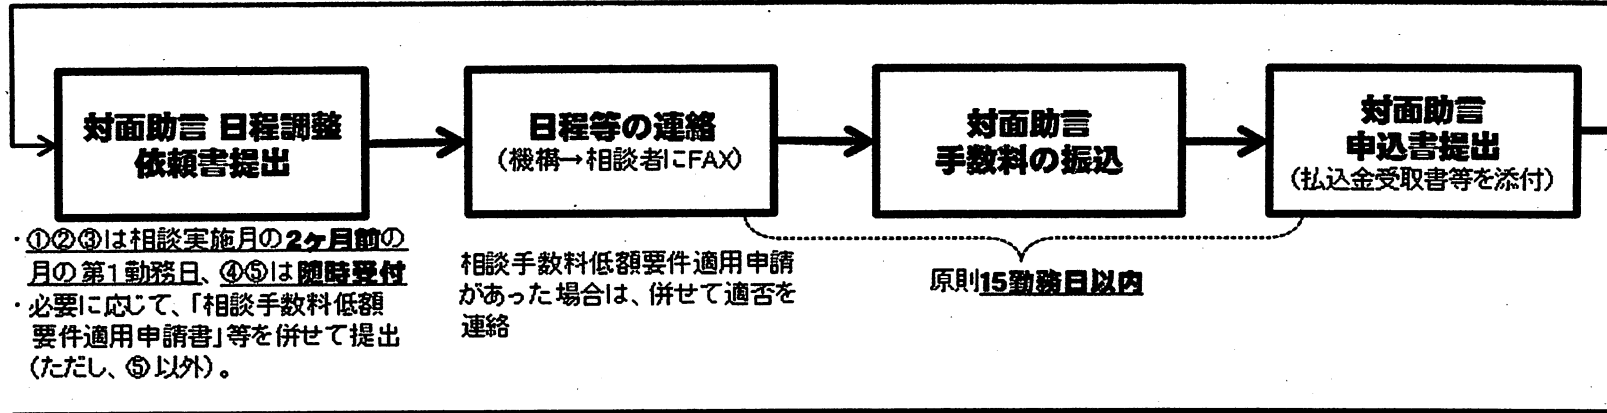 対面助言 日程調整
依頼書提出
日程等の連絡
(機構→相談者にFAX)
対面助言
手数料の振込
対面助言
申込書提出
(払込金受取書等を添付)
・①②③は相談実施月の2ヶ月前の
月の第1勤務日、④⑤は随時受付
・必要に応じて、「相談手数料低額
要件適用申請書」等を併せて提出
(ただし、⑤以外)。
相談手数料低額要件適用申請
があった場合は、併せて適否を
連絡
原則15勤務日以内